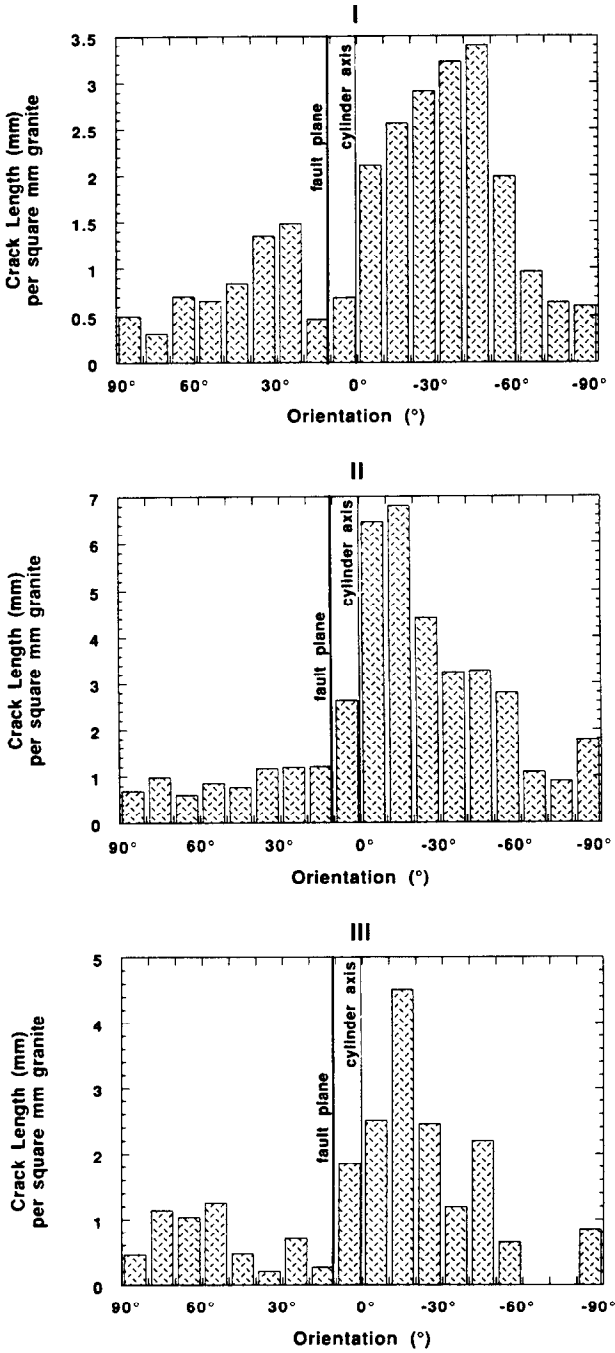 I
Crack Length (mm)
per square mm granite
3.5
3
2.5
2
1.5
1
0.5
0
fault plane
cylinder axis
90° 60° 30° 0° -30° -60° -90°
Orientation (°)
II
Crack Length (mm)
per square mm granite
7
6
5
4
3
2
1
0
fault plane
cylinder axis
90° 60° 30° 0° -30° -60° -90°
Orientation (°)
III
Crack Length (mm)
per square mm granite
5
4
3
2
1
0
fault plane
cylinder axis
90° 60° 30° 0° -30° -60° -90°
Orientation (°)